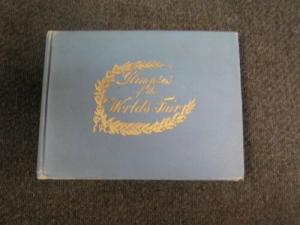 Glimpses
of the
World's Fair